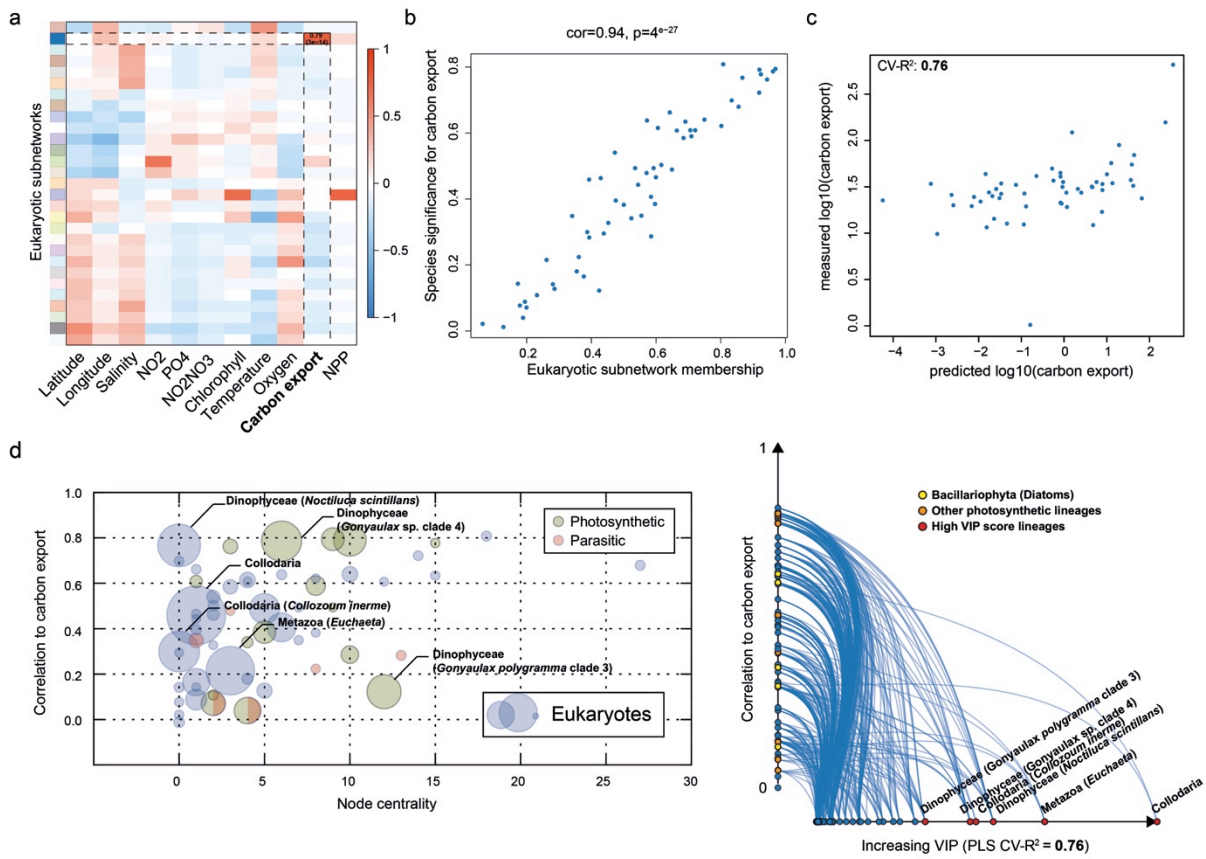 a
Eukaryotic subnetworks
0.79
(3e−14)
1
0.5
0
−0.5
−1
Latitude
Longitude
Salinity
NO2
PO4
NO2NO3
Chlorophyll
Temperature
Oxygen
Carbon export
NPP
b
cor=0.94, p=4e−27
Species significance for carbon export
0.8
0.6
0.4
0.2
0.0
0.2 0.4 0.6 0.8 1.0
Eukaryotic subnetwork membership
c
CV-R2: 0.76
measured log10(carbon export)
2.5
2.0
1.5
1.0
1.5
0.0
−4 −3 −2 −1 0 1 2
predicted log10(carbon export)
d
Correlation to carbon export
1.0
0.8
0.6
0.4
0.2
0.0
Dinophyceae (Noctiluca scintillans)
Dinophyceae
(Gonyaulax sp. clade 4)
Collodaria
Collodaria (Collozoum inerme)
Metazoa (Euchaeta)
Dinophyceae
(Gonyaulax polygramma clade 3)
Photosynthetic
Parasitic
Eukaryotes
0 5 10 15 20 25 30
Node centrality
1
Correlation to carbon export
0
Bacillariophyta (Diatoms)
Other photosynthetic lineages
High VIP score lineages
Dinophyceae (Gonyaulax polygramma clade 3)
Dinophyceae (Gonyaulax sp. clade 4)
Collodaria (Collozoum inerme)
Dinophyceae (Noctiluca scintillans)
Metazoa (Euchaeta)
Collodaria
Increasing VIP (PLS CV-R2 = 0.76)